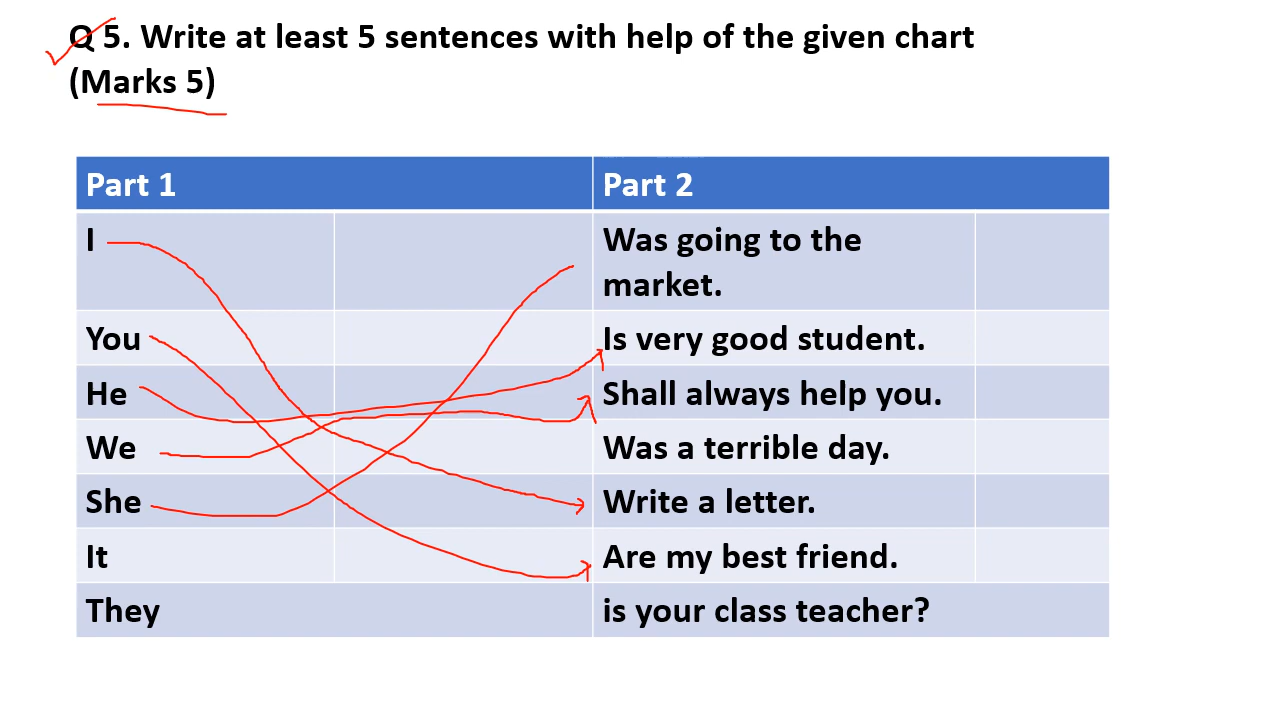 Q 5. Write at least 5 sentences with help of the given chart
(Marks 5)
Part 1 Part 2
I Was going to the
market.
You Is very good student.
He Shall always help you.
We Was a terrible day.
She Write a letter.
It Are my best friend.
They is your class teacher?